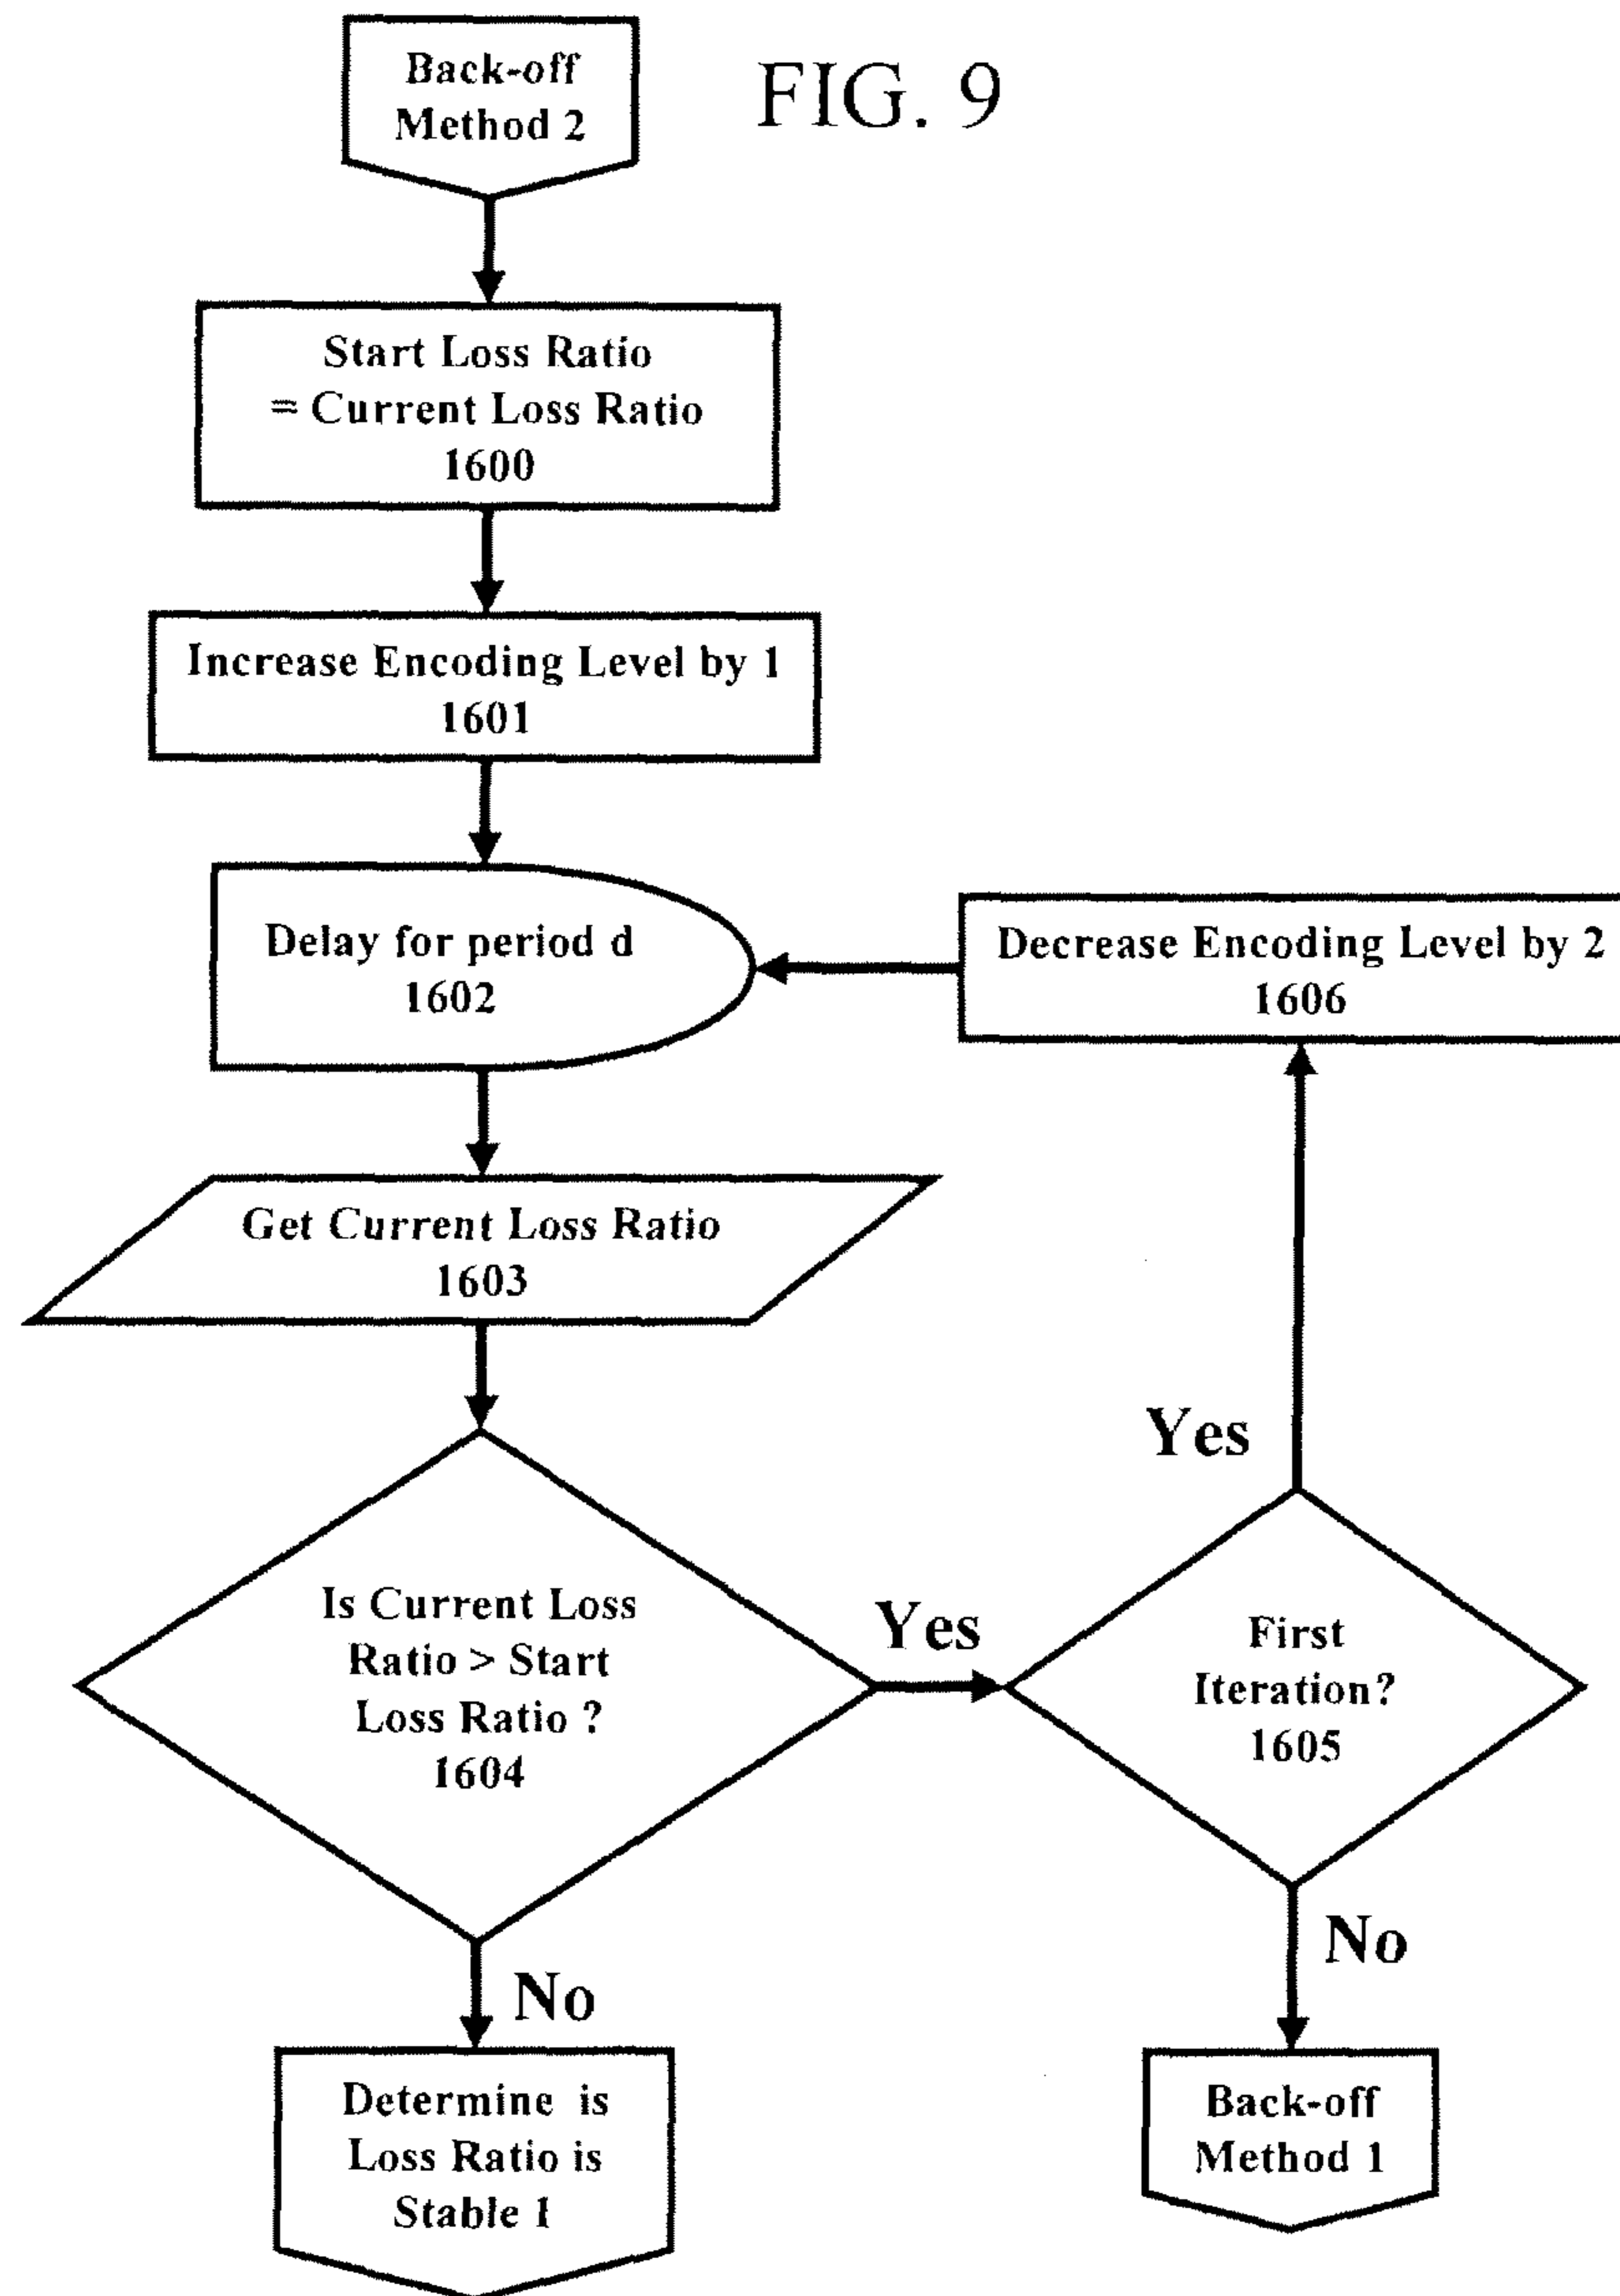 Back-off
Method 2
FIG. 9
Start Loss Ratio
= Current Loss Ratio
1600
Increase Encoding Level by 1
1601
Delay for period d
1602
Decrease Encoding Level by 2
1606
Get Current Loss Ratio
1603
Yes
Is Current Loss
Ratio > Start
Loss Ratio ?
1604
Yes
First
Iteration?
1605
No
No
Determine is
Loss Ratio is
Stable 1
Back-off
Method 1